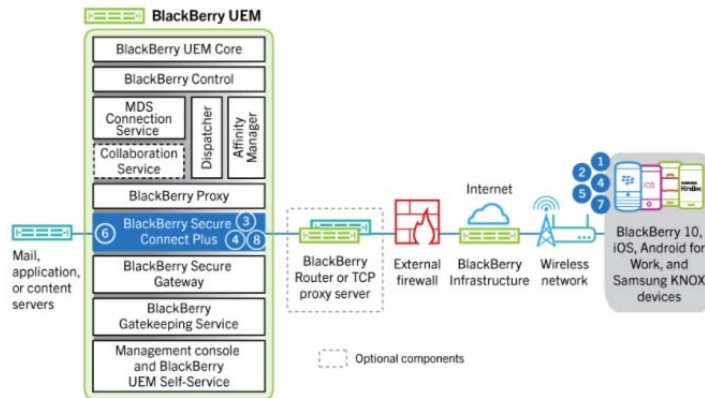 BlackBerry UEM
BlackBerry UEM Core
BlackBerry Control
MDS
Connection
Service
Collaboration
Service
Dispatcher
Affinity
Manager
BlackBerry Proxy
6
BlackBerry Secure
Connect Plus
3
4 8
BlackBerry Secure
Gateway
BlackBerry
Gatekeeping Service
Management console
and BlackBerry
UEM Self-Service
Mail,
application,
or content
servers
BlackBerry
Router or TCP
proxy server
External
firewall
Internet
BlackBerry
Infrastructure
Wireless
network
1
2
4
5
7
iOS
SAMSUNG
Knox
BlackBerry 10,
iOS, Android for
Work, and
Samsung KNOX
devices
Optional components